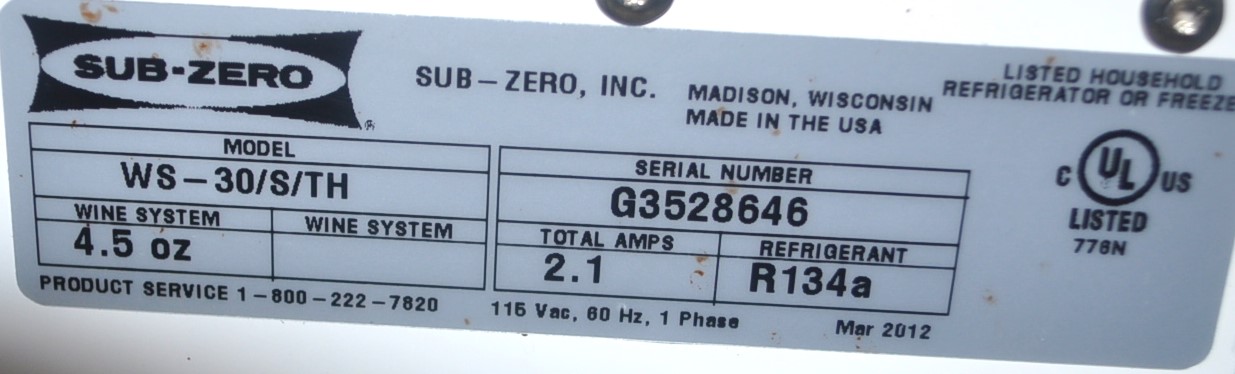 SUB-ZERO
SUB-ZERO, INC.
MADISON, WISCONSIN
MADE IN THE USA
LISTED HOUSEHOLD
REFRIGERATOR OR FREEZE
MODEL
WS-30/S/TH
WINE SYSTEM
4.5 oz
WINE SYSTEM
SERIAL NUMBER
G3528646
TOTAL AMPS
2.1
REFRIGERANT
R134a
C UL US
LISTED
776N
PRODUCT SERVICE 1-800-222-7820
115 Vac, 60 Hz, 1 Phase
Mar 2012